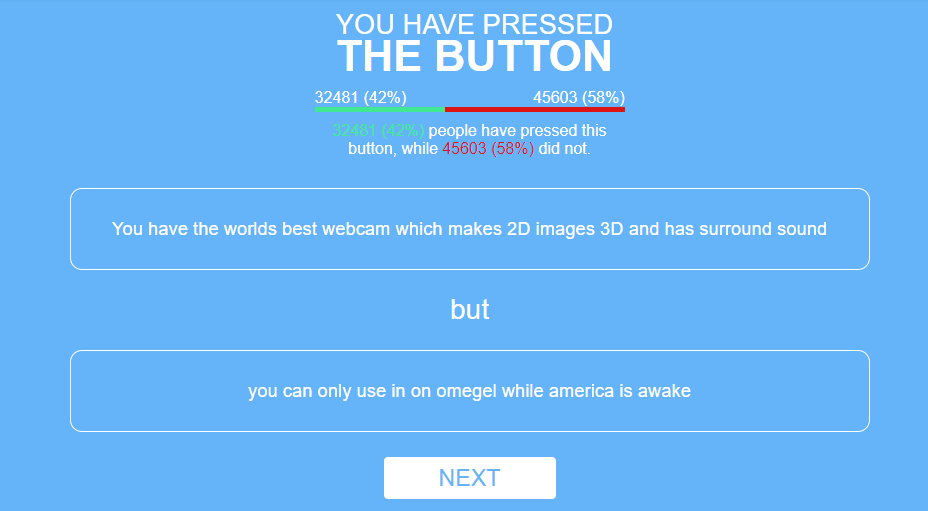 YOU HAVE PRESSED
THE BUTTON
32481 (42%) 45603 (58%)
32481 (42%) people have pressed this
button, while 45603 (58%) did not.
You have the worlds best webcam which makes 2D images 3D and has surround sound
but
you can only use in on omegel while america is awake
NEXT